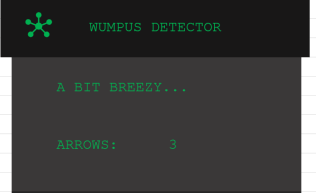 WUMPUS DETECTOR
A BIT BREEZY...
ARROWS: 3